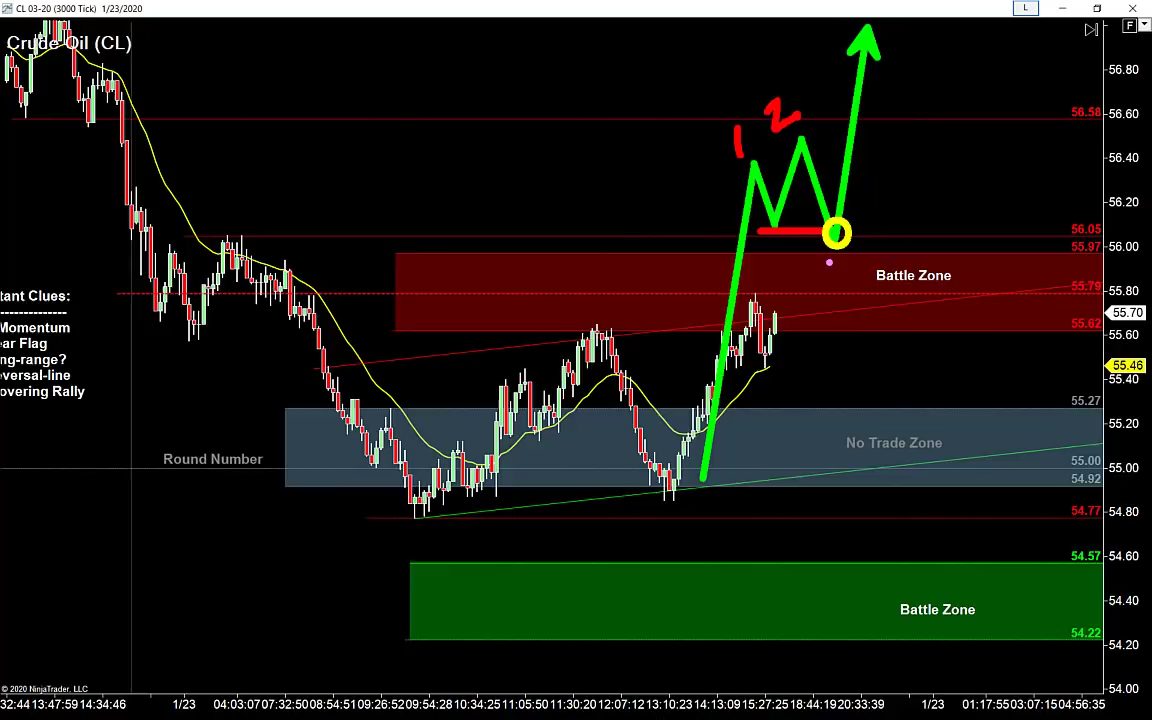 CL 03-20 (3000 Tick) 1/23/2020
L
F
Crude Oil (CL)
56.80
56.58
56.60
56.40
1 2
56.20
56.05
56.00
55.97
Battle Zone
55.79
55.80
tant Clues:
--------------
Momentum
ear Flag
ng-range?
eversal-line
overing Rally
55.70
55.62
55.60
55.46
55.40
55.27
55.20
No Trade Zone
Round Number
55.00
55.00
54.92
54.77
54.80
54.57
54.60
54.40
Battle Zone
54.22
54.20
© 2020 NinjaTrader, LLC
54.00
32:44 13:47:59 14:34:46 1/23 04:03:07 07:32:50 08:54:51 09:26:52 09:54:28 10:34:25 11:05:50 11:30:20 12:07:12 13:10:23 14:13:09 15:27:25 18:44:19 20:33:39 1/23 01:17:55 03:07:15 04:56:35